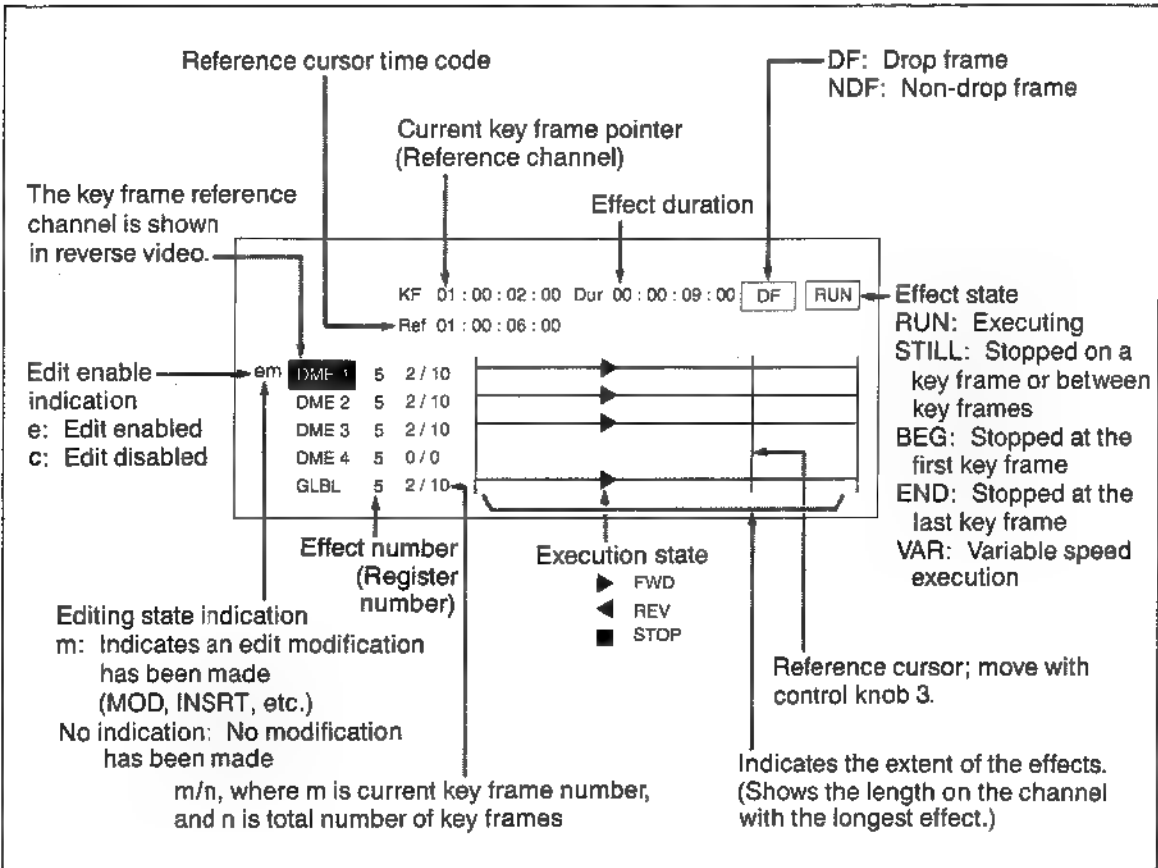 Reference cursor time code
DF: Drop frame
NDF: Non-drop frame
Current key frame pointer
(Reference channel)
The key frame reference
channel is shown
in reverse video.
Effect duration
KF 01:00:02:00 Dur 00:00:09:00 DF RUN
Ref 01:00:06:00
Effect state
RUN: Executing
STILL: Stopped on a
key frame or between
key frames
BEG: Stopped at the
first key frame
END: Stopped at the
last key frame
VAR: Variable speed
execution
Edit enable
indication
e: Edit enabled
c: Edit disabled
em DME 1 5 2/10
DME 2 5 2/10
DME 3 5 2/10
DME 4 5 0/0
GLBL 5 2/10
Effect number
(Register
number)
Execution state
FWD
REV
STOP
Editing state indication
m: Indicates an edit modification
has been made
(MOD, INSRT, etc.)
No indication: No modification
has been made
Reference cursor; move with
control knob 3.
m/n, where m is current key frame number,
and n is total number of key frames
Indicates the extent of the effects.
(Shows the length on the channel
with the longest effect.)